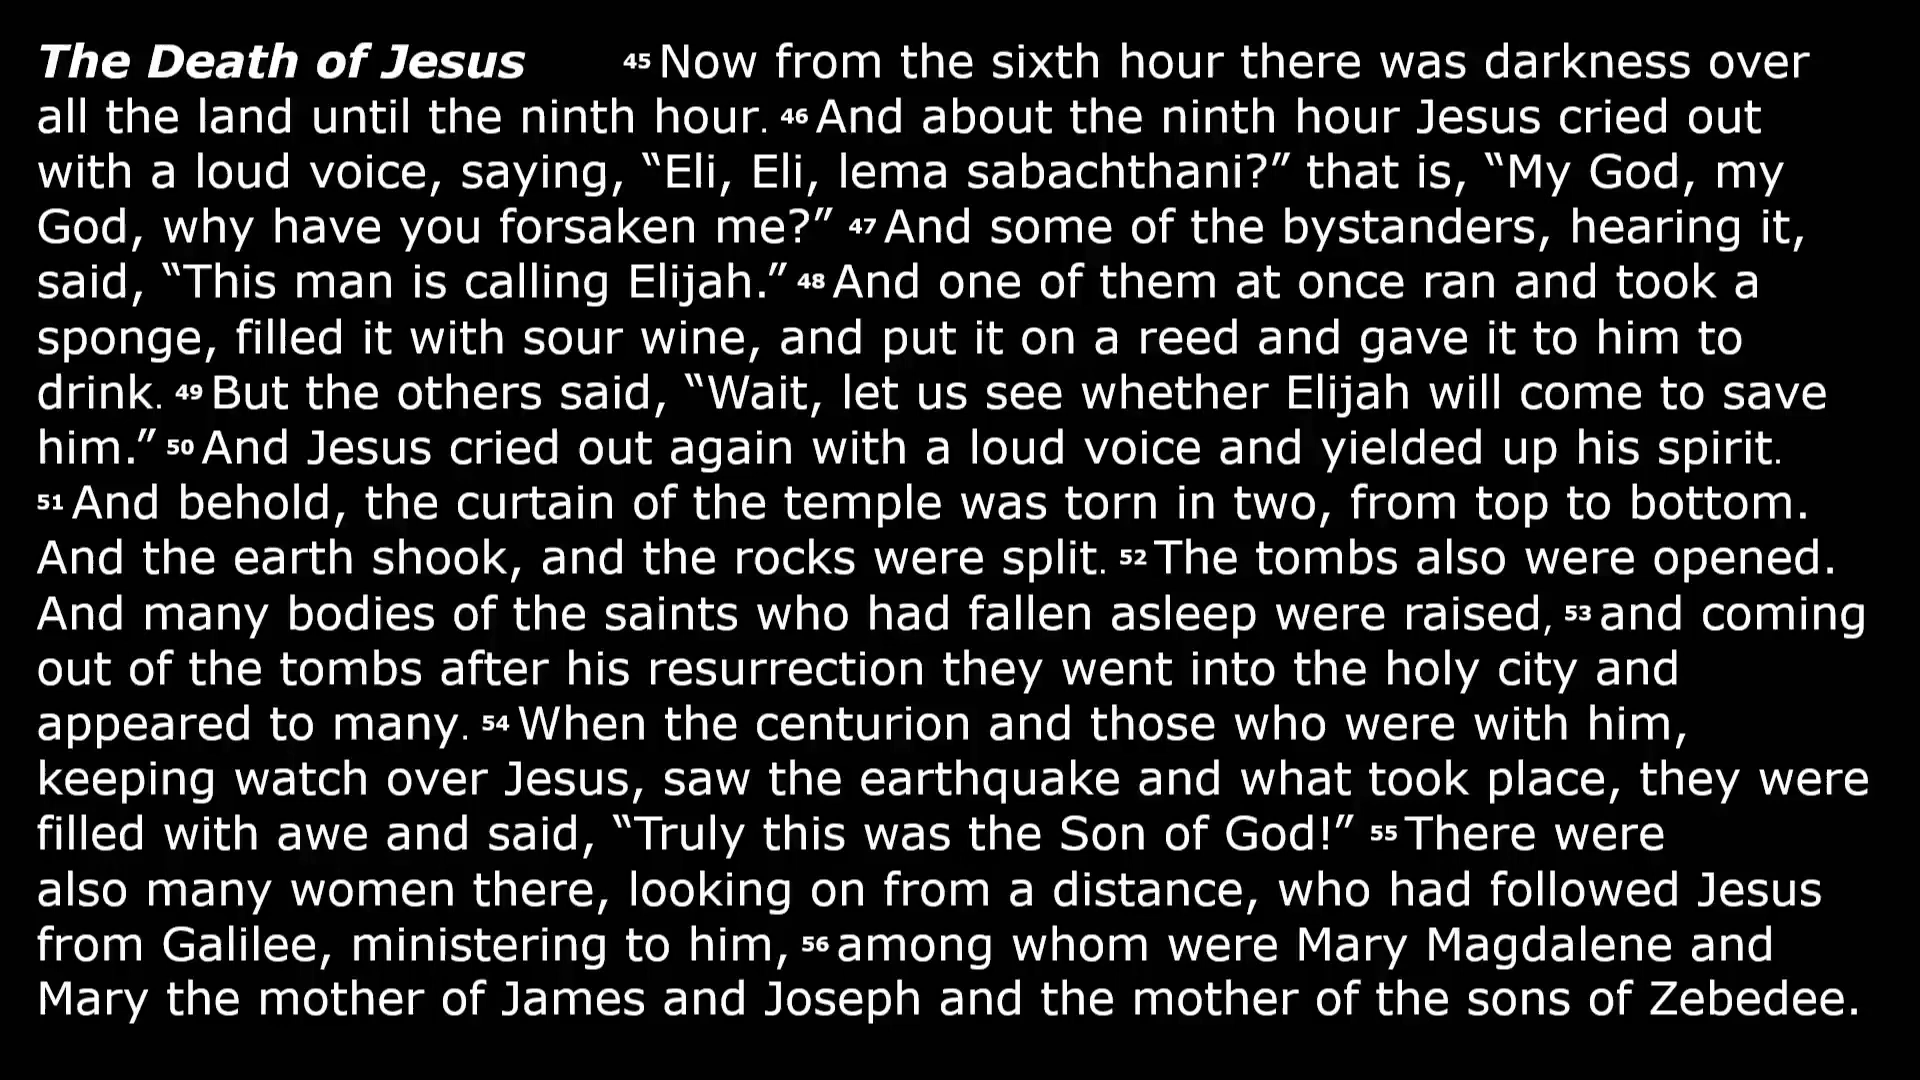 The Death of Jesus 45 Now from the sixth hour there was darkness over
all the land until the ninth hour. 46 And about the ninth hour Jesus cried out
with a loud voice, saying, “Eli, Eli, lema sabachthani?” that is, “My God, my
God, why have you forsaken me?” 47 And some of the bystanders, hearing it,
said, “This man is calling Elijah.” 48 And one of them at once ran and took a
sponge, filled it with sour wine, and put it on a reed and gave it to him to
drink. 49 But the others said, “Wait, let us see whether Elijah will come to save
him.” 50 And Jesus cried out again with a loud voice and yielded up his spirit.
51 And behold, the curtain of the temple was torn in two, from top to bottom.
And the earth shook, and the rocks were split. 52 The tombs also were opened.
And many bodies of the saints who had fallen asleep were raised, 53 and coming
out of the tombs after his resurrection they went into the holy city and
appeared to many. 54 When the centurion and those who were with him,
keeping watch over Jesus, saw the earthquake and what took place, they were
filled with awe and said, “Truly this was the Son of God!” 55 There were
also many women there, looking on from a distance, who had followed Jesus
from Galilee, ministering to him, 56 among whom were Mary Magdalene and
Mary the mother of James and Joseph and the mother of the sons of Zebedee.